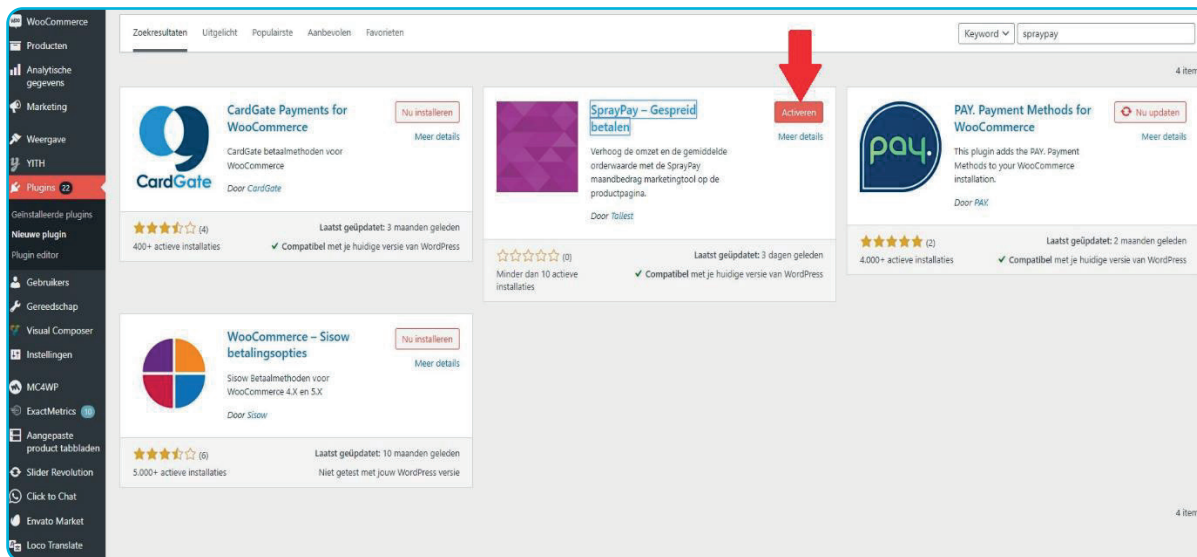 WooCommerce
Producten
Analytische
gegevens
Marketing
Weergave
YITH
Plugins 22
Geïnstalleerde plugins
Nieuwe plugin
Plugin editor
Gebruikers
Gereedschap
Visual Composer
Instellingen
MC4WP
ExactMetrics 10
Aangepaste
product tabbladen
Slider Revolution
Click to Chat
Envato Market
Loco Translate
Zoekresultaten Uitgelicht Populairste Aanbevolen Favorieten
Keyword spraypay
4 item
CardGate
CardGate Payments for
WooCommerce
Nu installeren
Meer details
CardGate betaalmethoden voor
WooCommerce
Door CardGate
(4)
400+ actieve installaties
Laatst geüpdatet: 3 maanden geleden
Compatibel met je huidige versie van WordPress
SprayPay – Gespreid
betalen
Activeren
Meer details
Verhoog de omzet en de gemiddelde
orderwaarde met de SprayPay
maandbedrag marketingtool op de
productpagina.
Door Tallest
(0)
Minder dan 10 actieve
installaties
Laatst geüpdatet: 3 dagen geleden
Compatibel met je huidige versie van WordPress
pay.
PAY. Payment Methods for
WooCommerce
Nu updaten
Meer details
This plugin adds the PAY. Payment
Methods to your WooCommerce
installation.
Door PAY.
(2)
4.000+ actieve installaties
Laatst geüpdatet: 2 maanden geleden
Compatibel met je huidige versie van WordPress
WooCommerce – Sisow
betalingsopties
Nu installeren
Meer details
Sisow Betaalmethoden voor
WooCommerce 4.X en 5.X
Door Sisow
(6)
5.000+ actieve installaties
Laatst geüpdatet: 10 maanden geleden
Niet getest met jouw WordPress versie
4 item